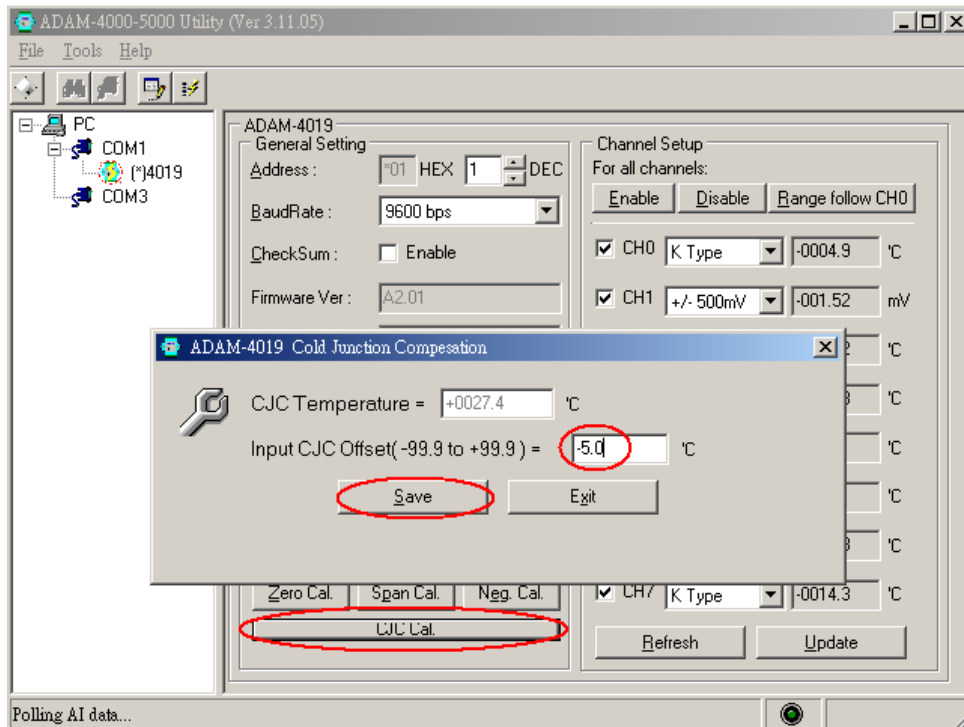 ADAM-4000-5000 Utility (Ver 3.11.05)
File Tools Help
PC
COM1
(*)4019
COM3
ADAM-4019
General Setting
Address : *01 HEX 1 DEC
BaudRate : 9600 bps
CheckSum : Enable
Firmware Ver : A2.01
Channel Setup
For all channels:
Enable Disable Range follow CH0
CH0 K Type -0004.9 'C
CH1 +/- 500mV -001.52 mV
2 'C
3 'C
'C
'C
3 'C
CH7 K Type -0014.3 'C
Refresh Update
ADAM-4019 Cold Junction Compesation
CJC Temperature = +0027.4 'C
Input CJC Offset( -99.9 to +99.9 ) = -5.0 'C
Save Exit
Zero Cal. Span Cal. Neg. Cal.
CJC Cal.
Polling AI data...